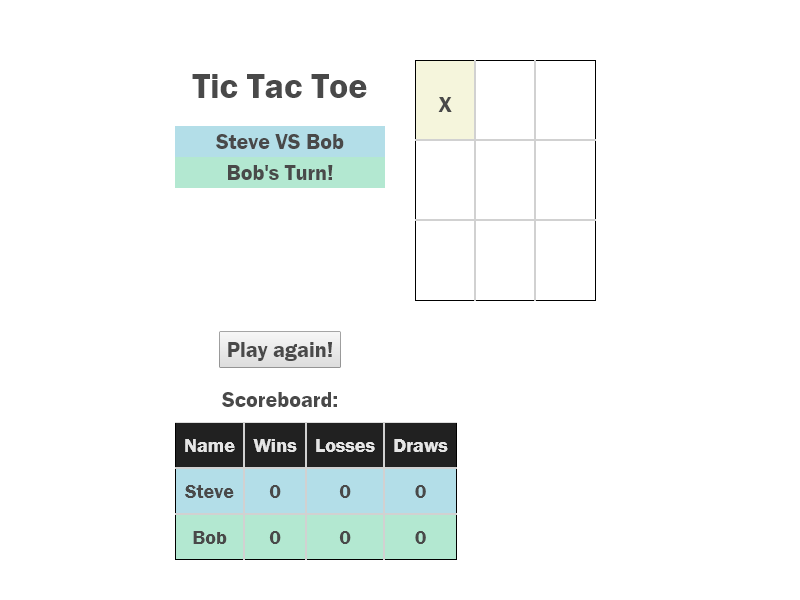 Tic Tac Toe
Steve VS Bob
Bob's Turn!
X
Play again!
Scoreboard:
Name Wins Losses Draws
Steve 0 0 0
Bob 0 0 0